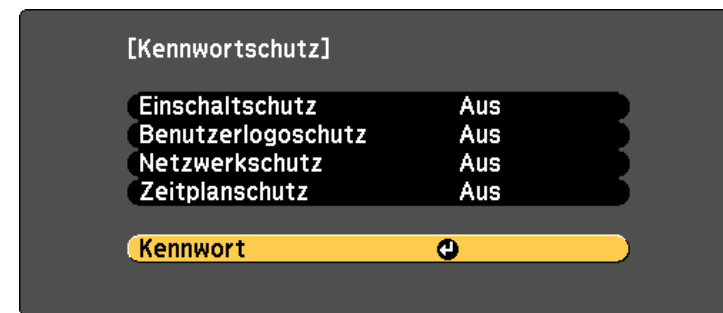 [Kennwortschutz]
Einschaltschutz Aus
Benutzerlogoschutz Aus
Netzwerkschutz Aus
Zeitplanschutz Aus
Kennwort